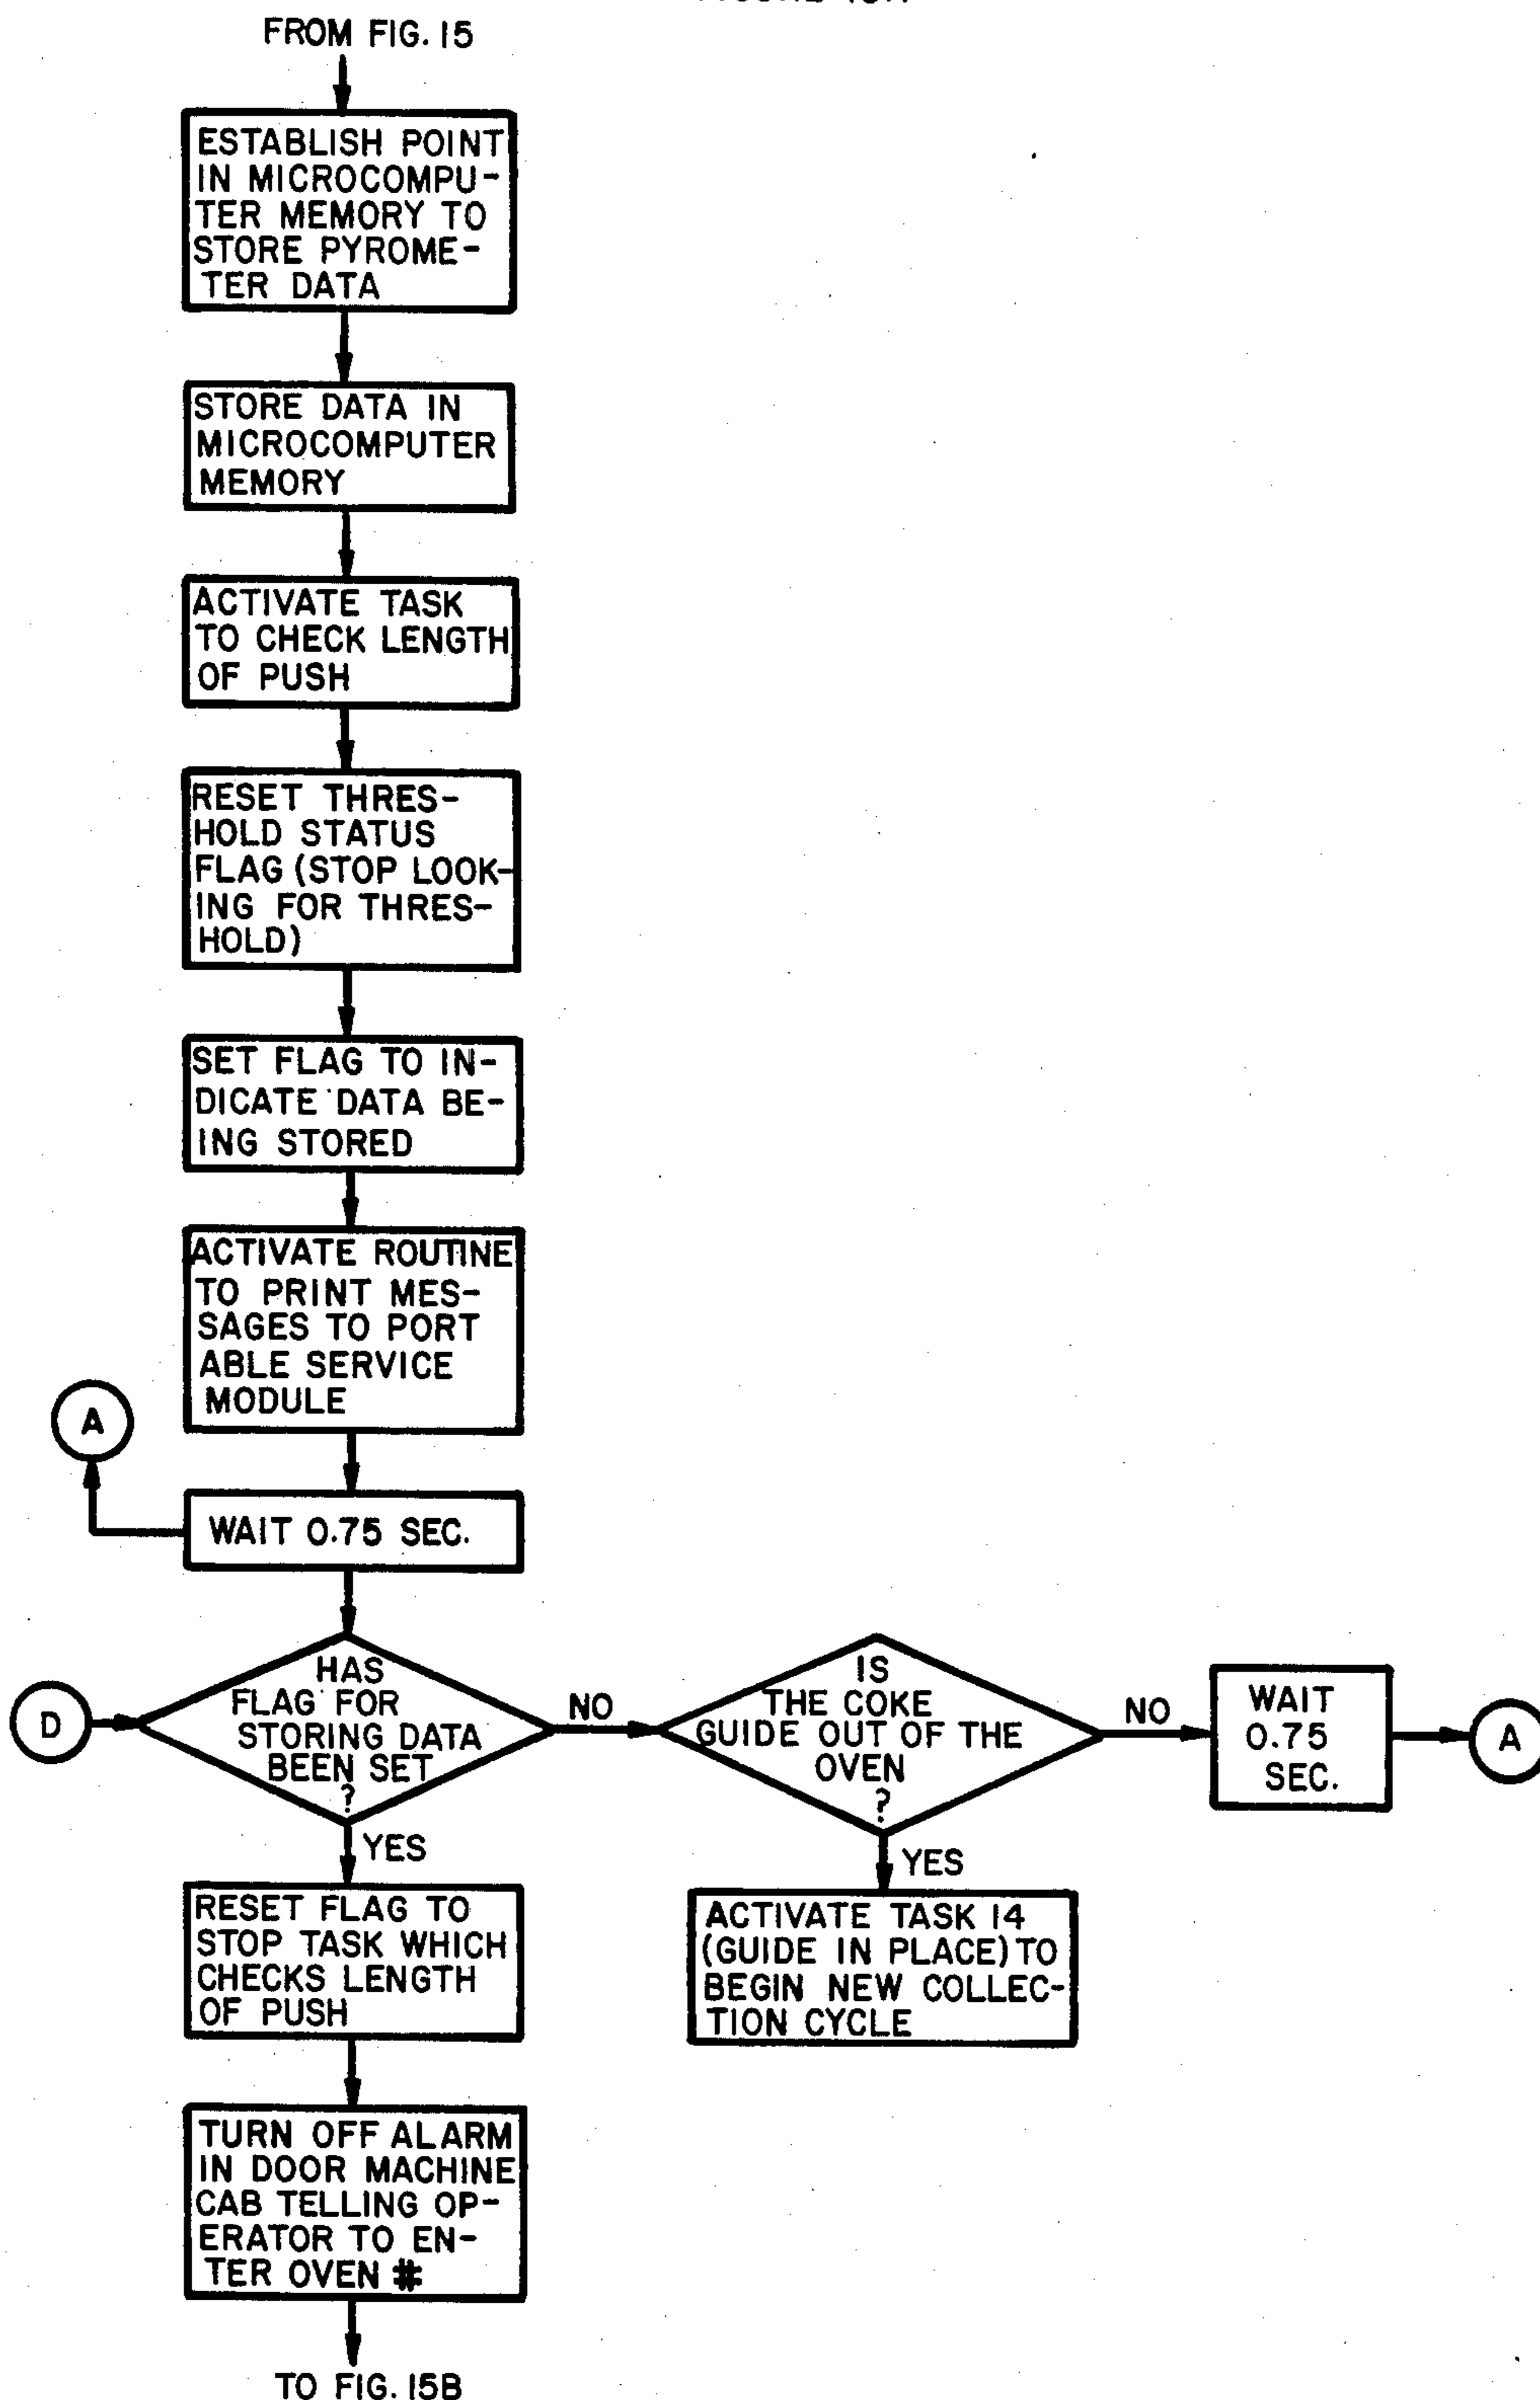 FROM FIG. 15
ESTABLISH POINT
IN MICROCOMPU-
TER MEMORY TO
STORE PYROME-
TER DATA
STORE DATA IN
MICROCOMPUTER
MEMORY
ACTIVATE TASK
TO CHECK LENGTH
OF PUSH
RESET THRES-
HOLD STATUS
FLAG (STOP LOOK-
ING FOR THRES-
HOLD)
SET FLAG TO IN-
DICATE DATA BE-
ING STORED
ACTIVATE ROUTINE
TO PRINT MES-
SAGES TO PORT
ABLE SERVICE
MODULE
A
WAIT 0.75 SEC.
D
HAS
FLAG FOR
STORING DATA
BEEN SET
?
NO
IS
THE COKE
GUIDE OUT OF THE
OVEN
?
NO
WAIT
0.75
SEC.
A
YES
RESET FLAG TO
STOP TASK WHICH
CHECKS LENGTH
OF PUSH
YES
ACTIVATE TASK 14
(GUIDE IN PLACE) TO
BEGIN NEW COLLEC-
TION CYCLE
TURN OFF ALARM
IN DOOR MACHINE
CAB TELLING OP-
ERATOR TO EN-
TER OVEN #
TO FIG. 15B